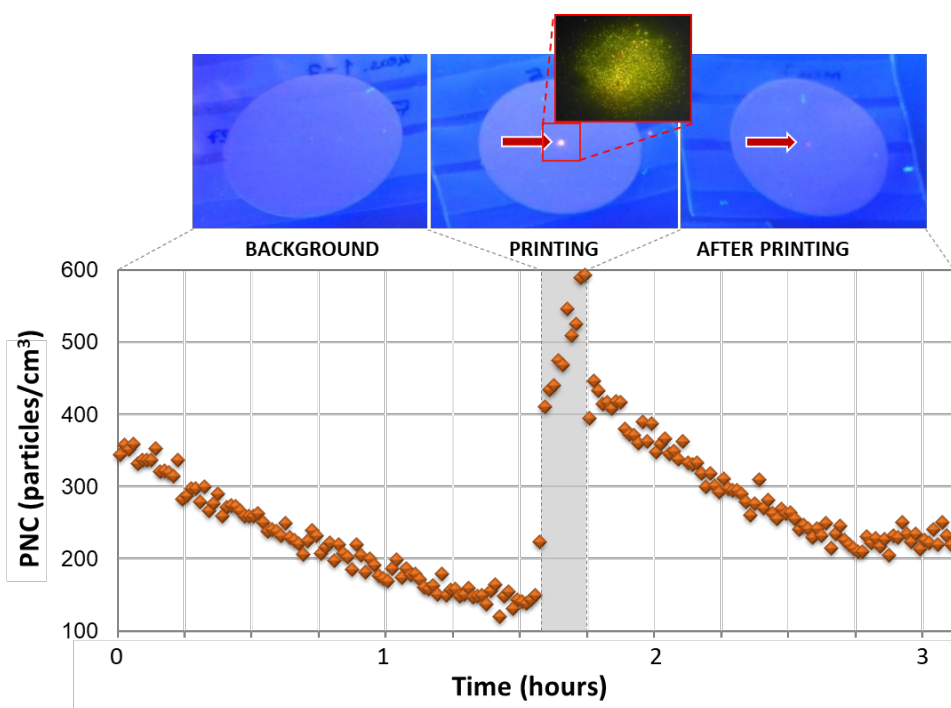 BACKGROUND
PRINTING
AFTER PRINTING
600
500
400
300
200
100
PNC (particles/cm³)
0
1
2
3
Time (hours)